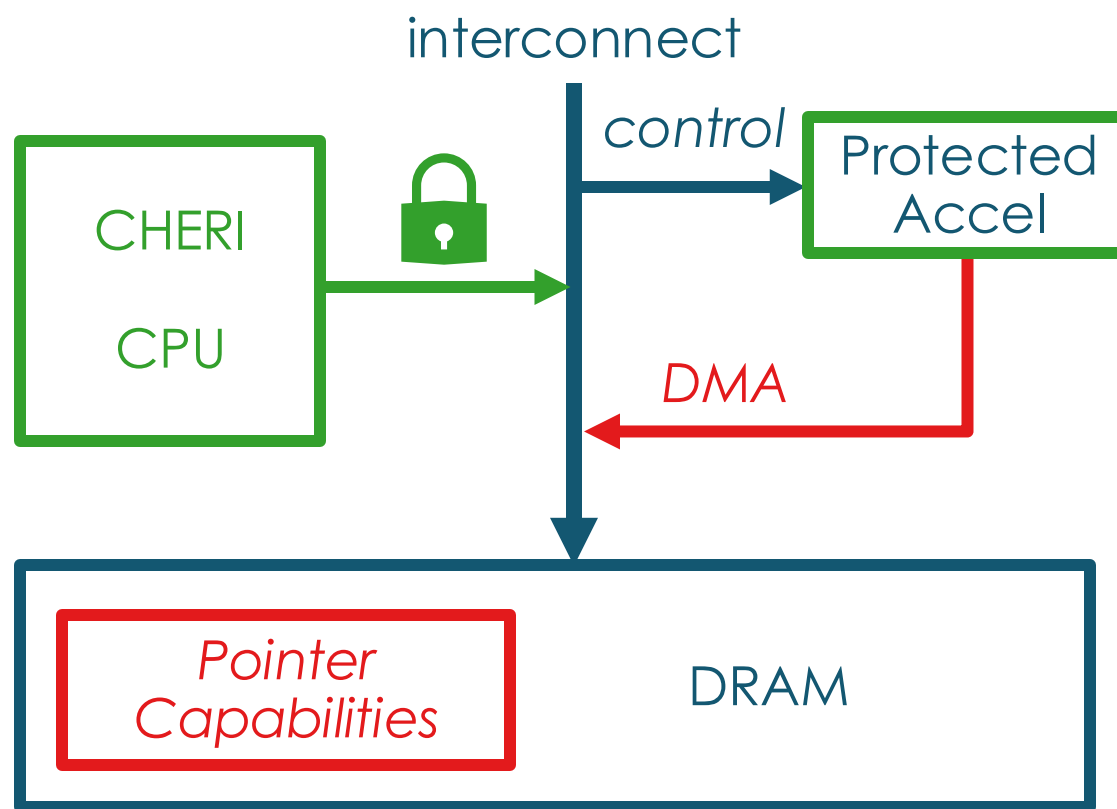 interconnect
control
Protected
Accel
CHERI
CPU
DMA
Pointer
Capabilities
DRAM